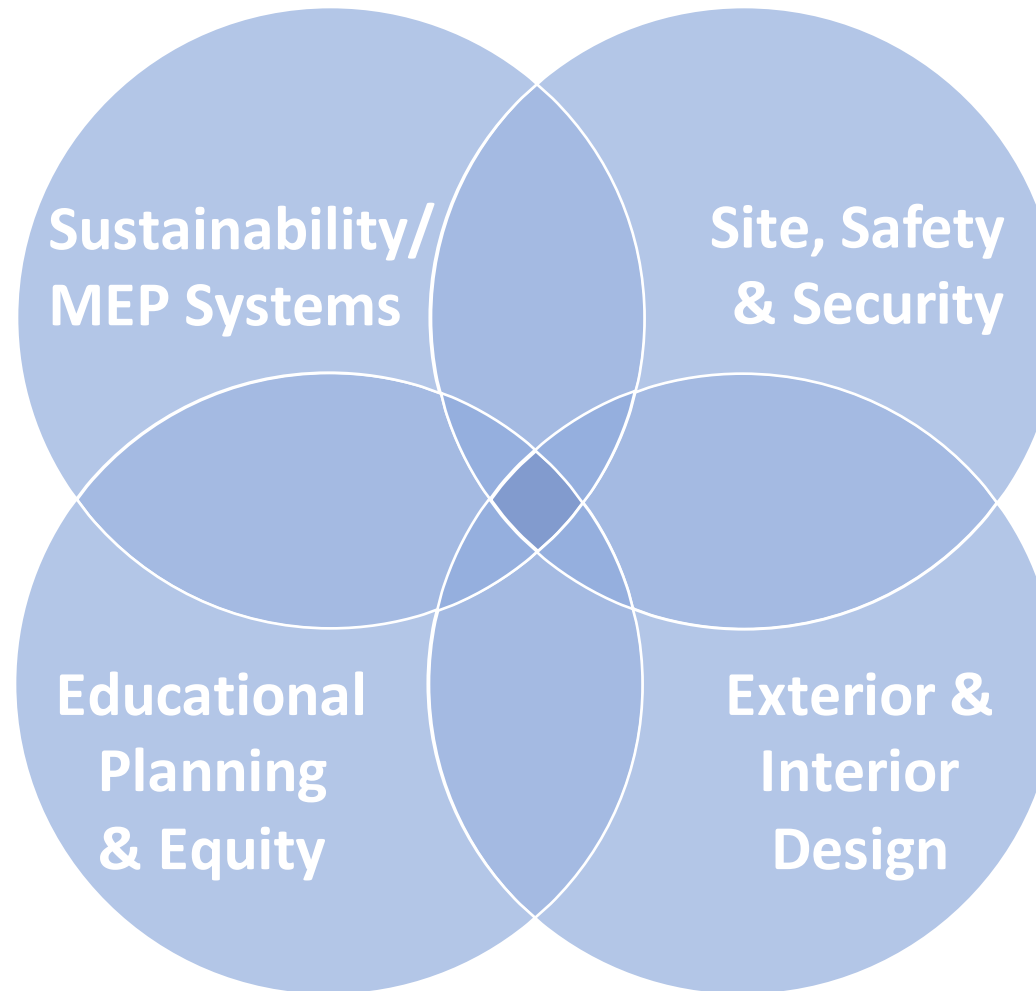 Sustainability/
MEP Systems
Site, Safety
& Security
Educational
Planning
& Equity
Exterior &
Interior
Design